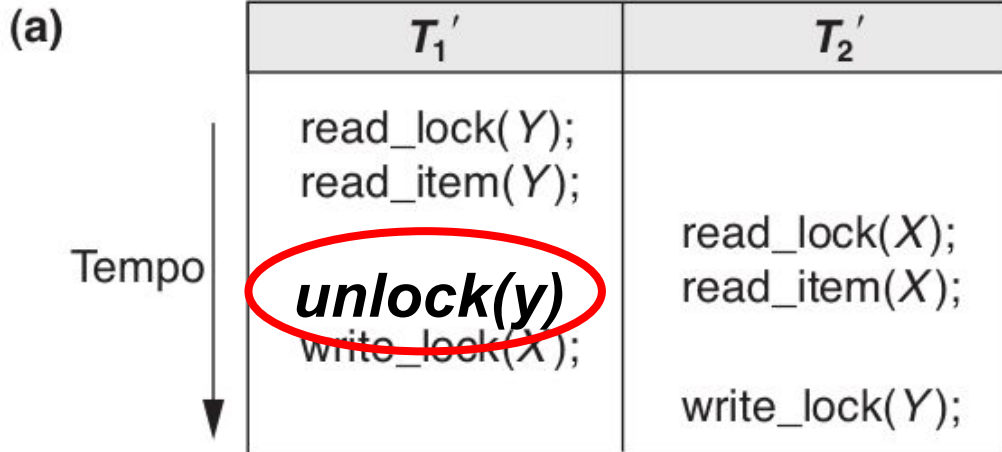 (a)
T₁′ T₂′
read_lock(Y);
read_item(Y);
read_lock(X);
Tempo
read_item(X);
unlock(y)
write_lock(X);
write_lock(Y);